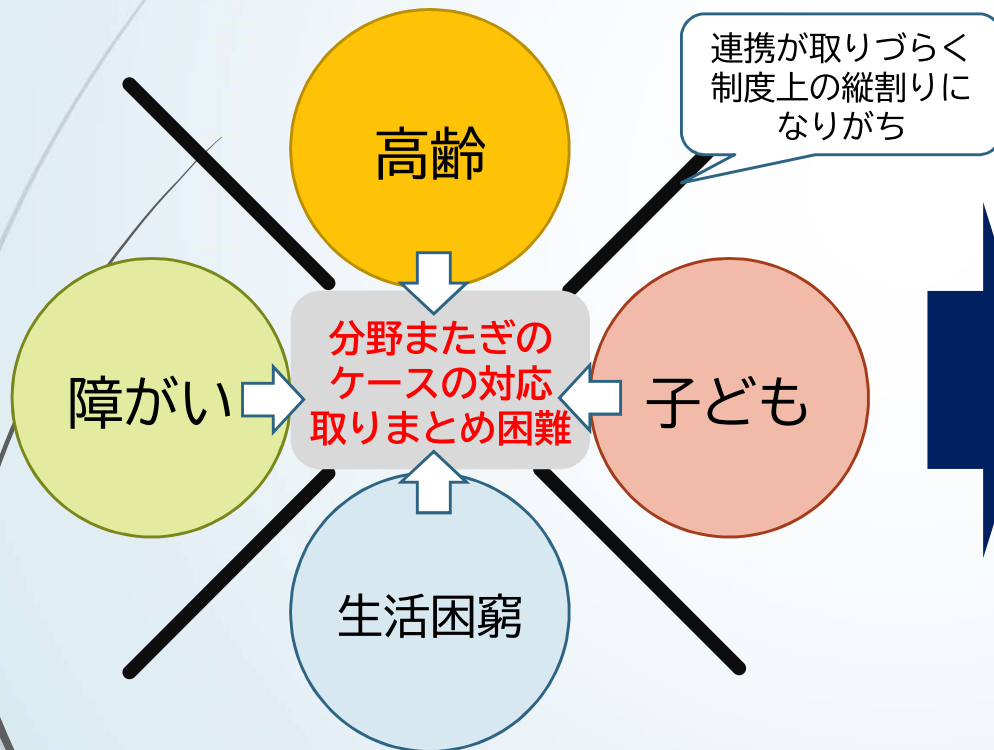 連携が取りづらく
制度上の縦割りに
なりがち
高齢
分野またぎの
ケースの対応
取りまとめ困難
障がい
子ども
生活困窮